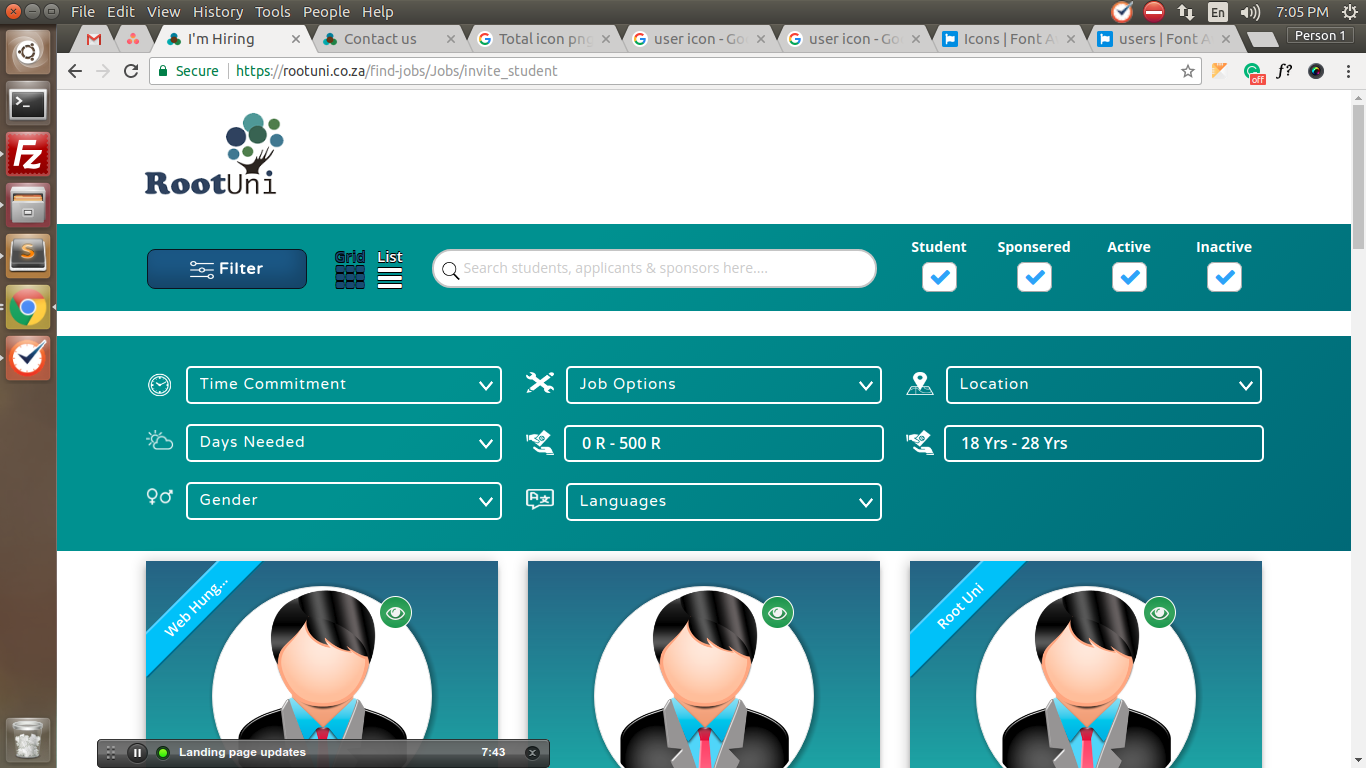 File Edit View History Tools People Help
En 7:05 PM
I'm Hiring
Contact us
Total icon png
user icon - Go
user icon - Go
Icons | Font A
users | Font A
Person 1
Secure https://rootuni.co.za/find-jobs/Jobs/invite_student
off
f?
Fz
S
RootUni
Filter
Grid
List
Search students, applicants & sponsors here....
Student
Sponsered
Active
Inactive
Time Commitment
Job Options
Location
Days Needed
0 R - 500 R
18 Yrs - 28 Yrs
Gender
Languages
Web Hung...
Root Uni
Landing page updates 7:43